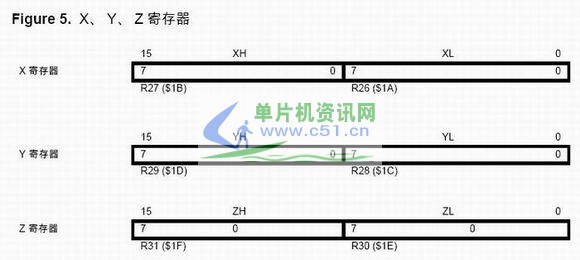 Figure 5. X、 Y、 Z 寄存器
15 XH XL 0
X 寄存器 7 0 7 0
R27 ($1B) R26 ($1A)
单片机资讯网
www.c51.cn
15 YH YL 0
Y 寄存器 7 0 7 0
R29 ($1D) R28 ($1C)
15 ZH ZL 0
Z 寄存器 7 0 7 0
R31 ($1F) R30 ($1E)